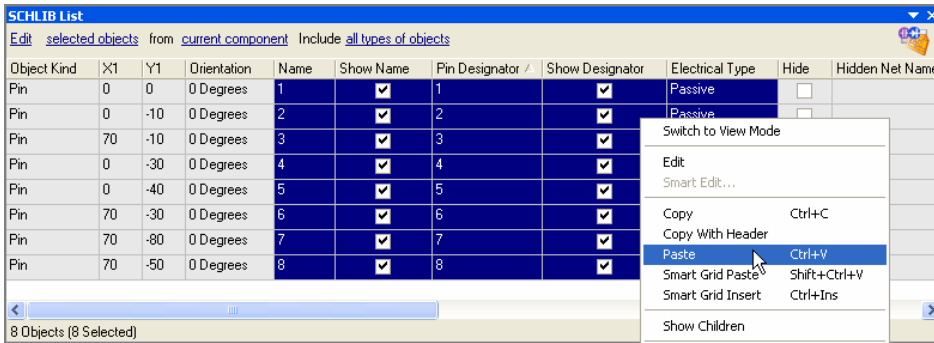 SCHLIB List
Edit selected objects from current component Include all types of objects
Object Kind X1 Y1 Orientation Name Show Name Pin Designator Show Designator Electrical Type Hide Hidden Net Name
Pin 0 0 0 Degrees 1 1 Passive
Pin 0 -10 0 Degrees 2 2 Passive
Pin 70 -10 0 Degrees 3 3
Pin 0 -30 0 Degrees 4 4
Pin 0 -40 0 Degrees 5 5
Pin 70 -30 0 Degrees 6 6
Pin 70 -80 0 Degrees 7 7
Pin 70 -50 0 Degrees 8 8
Switch to View Mode
Edit
Smart Edit...
Copy Ctrl+C
Copy With Header
Paste Ctrl+V
Smart Grid Paste Shift+Ctrl+V
Smart Grid Insert Ctrl+Ins
Show Children
8 Objects (8 Selected)